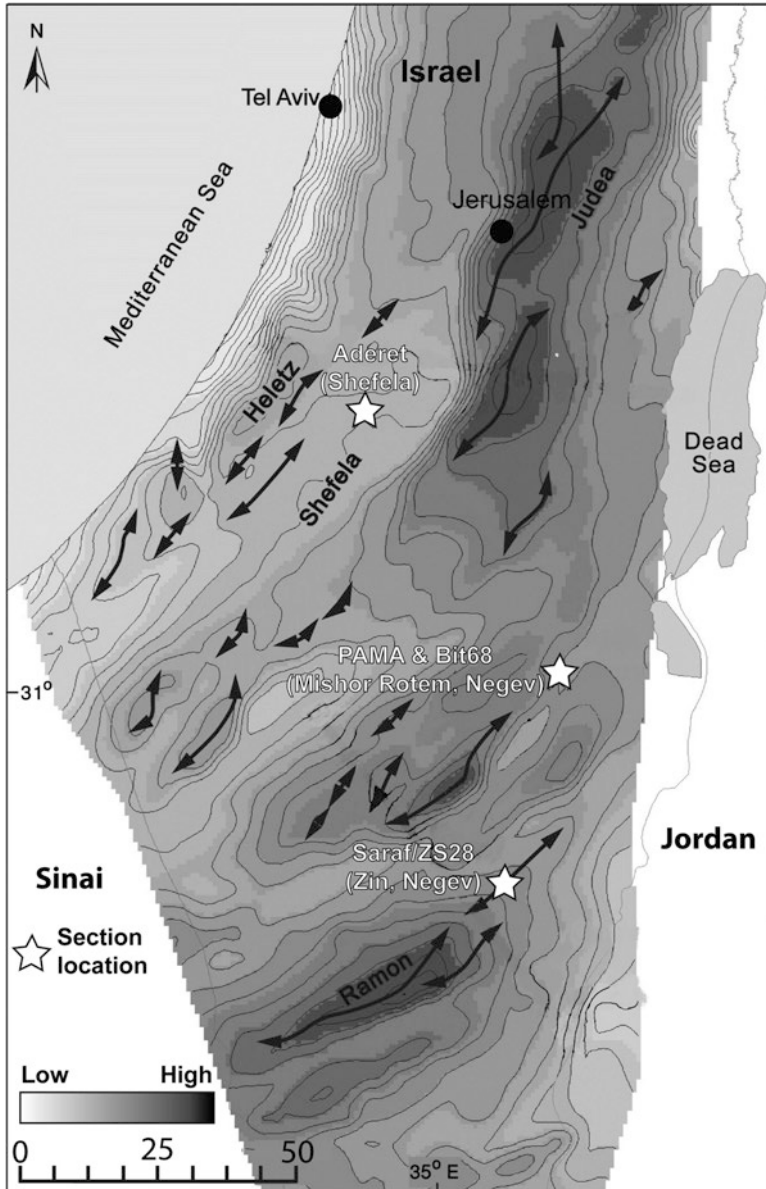 N
Israel
Tel Aviv
Mediterranean Sea
Jerusalem
Judea
Aderet
(Shefela)
Heletz
Shefela
Dead
Sea
PAMA & Bit68
(Mishor Rotem, Negev)
31°
Saraf/ZS28
(Zin, Negev)
Jordan
Sinai
Section
location
Ramon
Low High
0 25 50
35° E